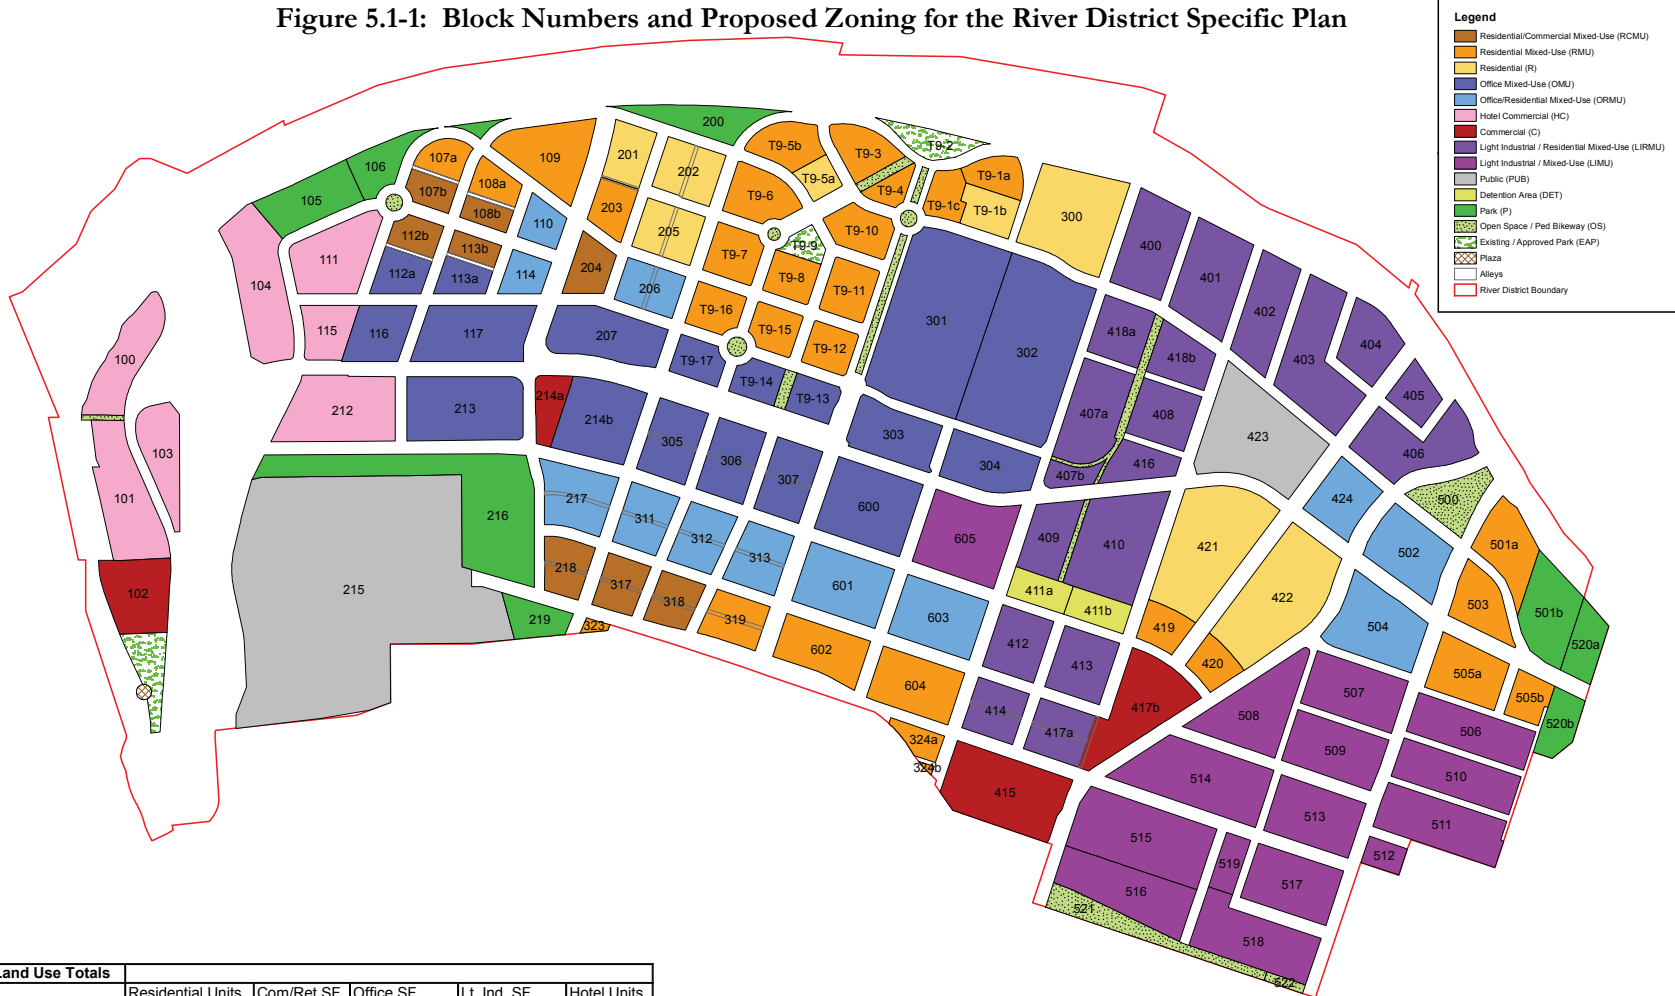 Figure 5.1-1:  Block Numbers and Proposed Zoning for the River District Specific Plan
Legend
Residential/Commercial Mixed-Use (RCMU)
Residential Mixed-Use (RMU)
Residential (R)
Office Mixed-Use (OMU)
Office/Residential Mixed-Use (ORMU)
Hotel Commercial (HC)
Commercial (C)
Light Industrial / Residential Mixed-Use (LIRMU)
Light Industrial / Mixed-Use (LIMU)
Public (PUB)
Detention Area (DET)
Park (P)
Open Space / Ped Bikeway (OS)
Existing / Approved Park (EAP)
Plaza
Alleys
River District Boundary
100
101
102
103
104
105
106
107a
107b
108a
108b
109
110
111
112b
112a
113b
113a
114
115
116
117
200
201
202
203
204
205
206
207
212
213
214a
214b
215
216
217
218
219
T9-5b
T9-5a
T9-3
T9-2
T9-4
T9-1a
T9-1b
T9-1c
T9-6
T9-7
T9-8
T9-9
T9-10
T9-11
T9-12
T9-13
T9-14
T9-15
T9-16
T9-17
300
301
302
303
304
305
306
307
311
312
313
317
318
319
323
324a
324b
400
401
402
403
404
405
406
407a
407b
408
409
410
411a
411b
412
413
414
415
416
417a
417b
418a
418b
419
420
421
422
423
424
500
501a
501b
502
503
504
505a
505b
506
507
508
509
510
511
512
513
514
515
516
517
518
519
520a
520b
521
522
600
601
602
603
604
605
Land Use Totals
Residential Units
Com/Ret SF
Office SF
Lt. Ind. SF
Hotel Units